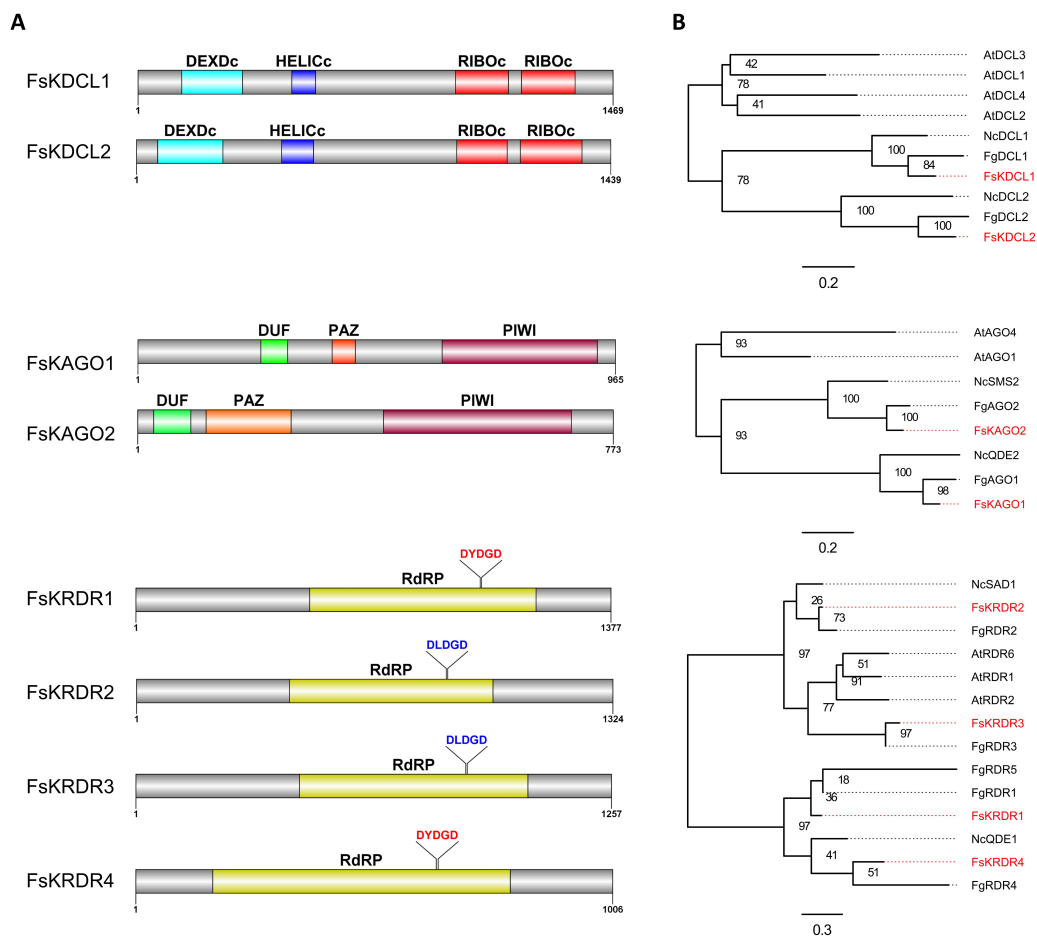 A
DEXDc HELICc RIBOc RIBOc
FsKDCL1
1 1469
DEXDc HELICc RIBOc RIBOc
FsKDCL2
1 1439
DUF PAZ PIWI
FsKAGO1
1 965
DUF PAZ PIWI
FsKAGO2
1 773
DYDGD
RdRP
FsKRDR1
1 1377
DLDGD
RdRP
FsKRDR2
1 1324
DLDGD
RdRP
FsKRDR3
1 1257
DYDGD
RdRP
FsKRDR4
1 1006
B
AtDCL3
42
AtDCL1
78
AtDCL4
41
AtDCL2
NcDCL1
100
FgDCL1
84
FsKDCL1
78
NcDCL2
100
FgDCL2
100
FsKDCL2
0.2
AtAGO4
93
AtAGO1
NcSMS2
100
FgAGO2
100
FsKAGO2
93
NcQDE2
100
FgAGO1
98
FsKAGO1
0.2
NcSAD1
26
FsKRDR2
73
FgRDR2
97
AtRDR6
51
AtRDR1
91
AtRDR2
77
FsKRDR3
97
FgRDR3
FgRDR5
18
FgRDR1
36
FsKRDR1
97
NcQDE1
41
FsKRDR4
51
FgRDR4
0.3